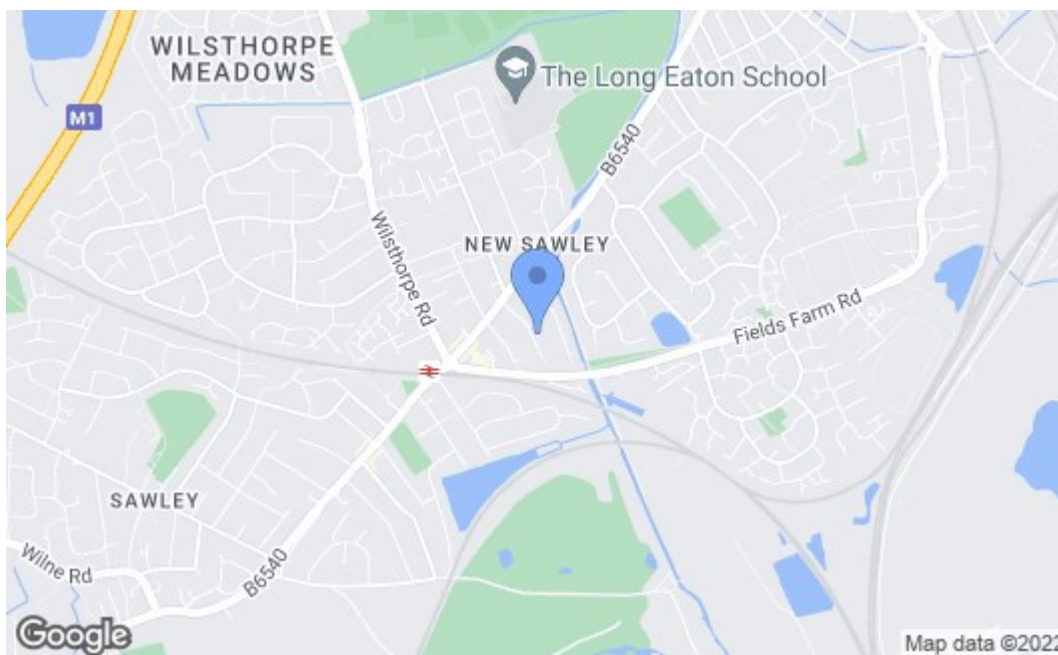 WILSTHORPE
MEADOWS
The Long Eaton School
M1
B6540
Wilsthorpe Rd
NEW SAWLEY
Fields Farm Rd
SAWLEY
Wilne Rd
B6540
Google
Map data ©2022